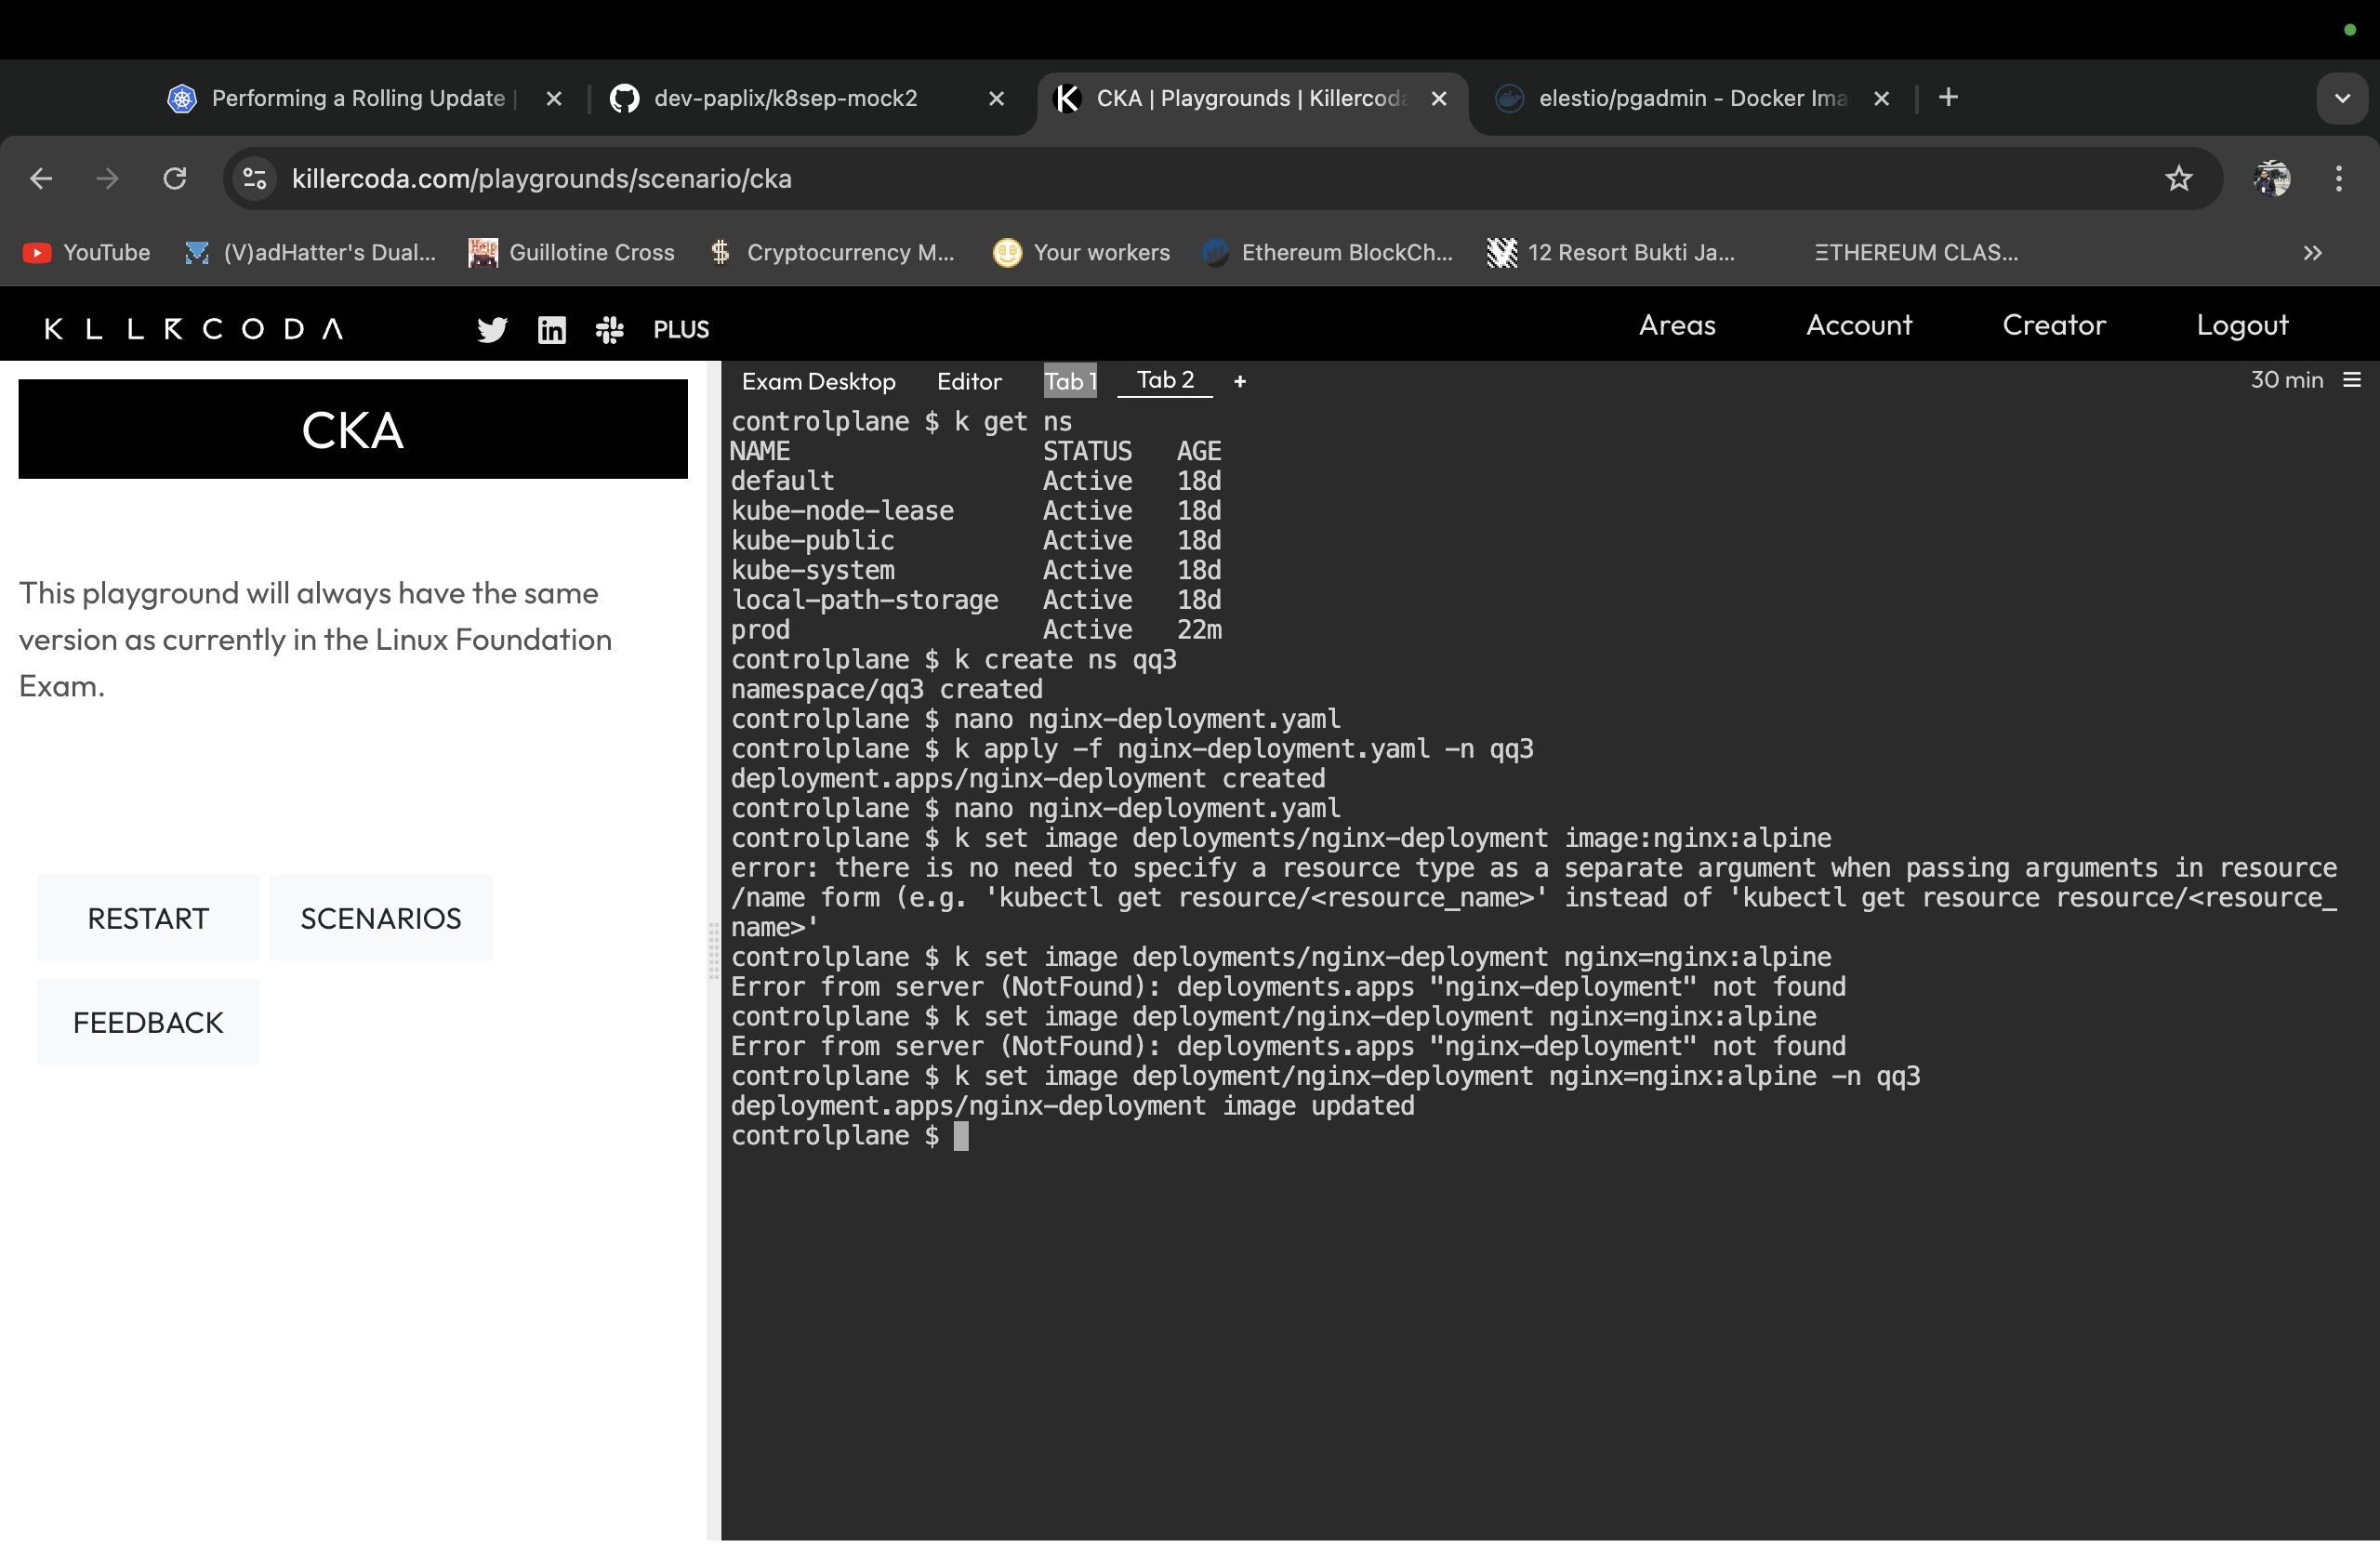 Performing a Rolling Update |
dev-paplix/k8sep-mock2
CKA | Playgrounds | Killercoda
elestio/pgadmin - Docker Ima
killercoda.com/playgrounds/scenario/cka
YouTube
(V)adHatter's Dual...
Guillotine Cross
Cryptocurrency M...
Your workers
Ethereum BlockCh...
12 Resort Bukti Ja...
ΞTHEREUM CLAS...
KLLRCODA
PLUS
Areas
Account
Creator
Logout
CKA
This playground will always have the same
version as currently in the Linux Foundation
Exam.
RESTART
SCENARIOS
FEEDBACK
Exam Desktop
Editor
Tab 1
Tab 2
+
30 min
controlplane $ k get ns
NAME                 STATUS   AGE
default              Active   18d
kube-node-lease      Active   18d
kube-public          Active   18d
kube-system          Active   18d
local-path-storage   Active   18d
prod                 Active   22m
controlplane $ k create ns qq3
namespace/qq3 created
controlplane $ nano nginx-deployment.yaml
controlplane $ k apply -f nginx-deployment.yaml -n qq3
deployment.apps/nginx-deployment created
controlplane $ nano nginx-deployment.yaml
controlplane $ k set image deployments/nginx-deployment image:nginx:alpine
error: there is no need to specify a resource type as a separate argument when passing arguments in resource
/name form (e.g. 'kubectl get resource/<resource_name>' instead of 'kubectl get resource resource/<resource_
name>'
controlplane $ k set image deployments/nginx-deployment nginx=nginx:alpine
Error from server (NotFound): deployments.apps "nginx-deployment" not found
controlplane $ k set image deployment/nginx-deployment nginx=nginx:alpine
Error from server (NotFound): deployments.apps "nginx-deployment" not found
controlplane $ k set image deployment/nginx-deployment nginx=nginx:alpine -n qq3
deployment.apps/nginx-deployment image updated
controlplane $